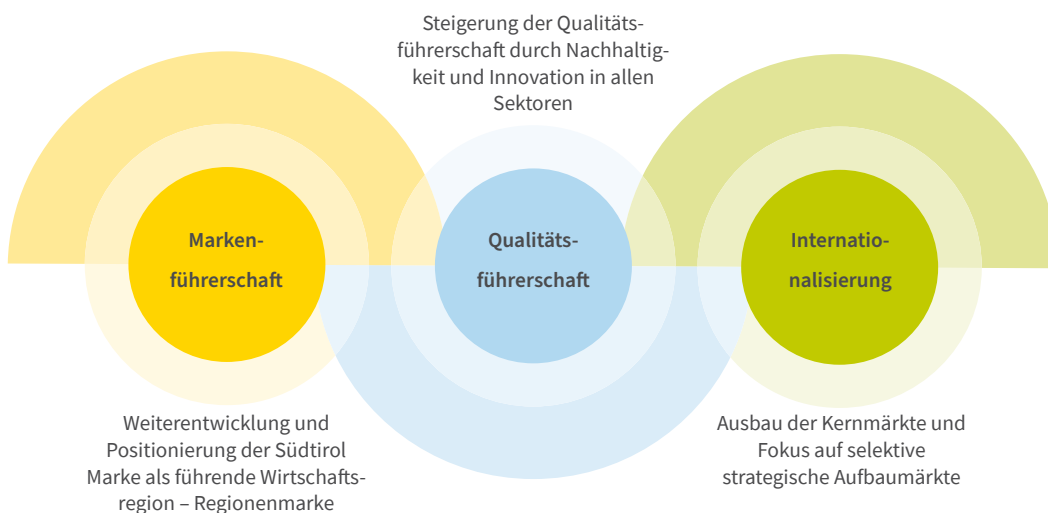 Steigerung der Qualitäts-
führerschaft durch Nachhaltig-
keit und Innovation in allen
Sektoren
Marken-
führerschaft
Qualitäts-
führerschaft
Internatio-
nalisierung
Weiterentwicklung und
Positionierung der Südtirol
Marke als führende Wirtschafts-
region – Regionenmarke
Ausbau der Kernmärkte und
Fokus auf selektive
strategische Aufbaumärkte